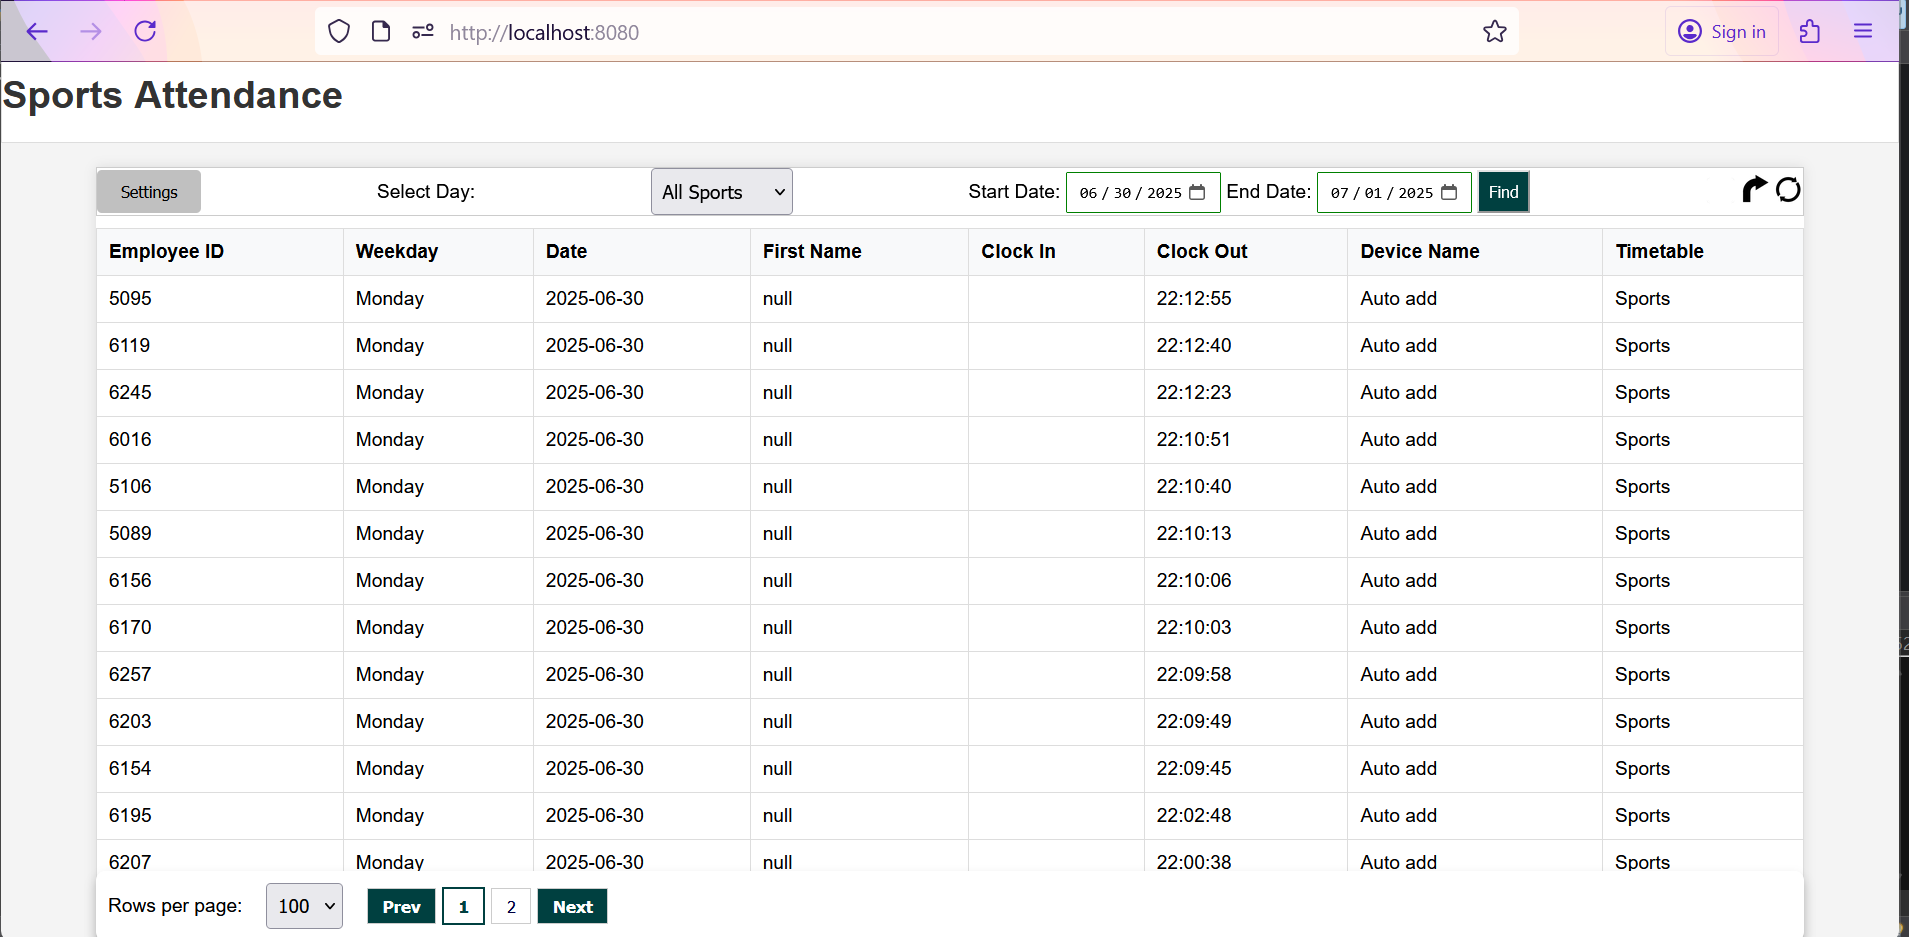 http://localhost:8080
Sign in
Sports Attendance
Settings Select Day: All Sports Start Date: 06 / 30 / 2025 End Date: 07 / 01 / 2025 Find
Employee ID Weekday Date First Name Clock In Clock Out Device Name Timetable
5095 Monday 2025-06-30 null 22:12:55 Auto add Sports
6119 Monday 2025-06-30 null 22:12:40 Auto add Sports
6245 Monday 2025-06-30 null 22:12:23 Auto add Sports
6016 Monday 2025-06-30 null 22:10:51 Auto add Sports
5106 Monday 2025-06-30 null 22:10:40 Auto add Sports
5089 Monday 2025-06-30 null 22:10:13 Auto add Sports
6156 Monday 2025-06-30 null 22:10:06 Auto add Sports
6170 Monday 2025-06-30 null 22:10:03 Auto add Sports
6257 Monday 2025-06-30 null 22:09:58 Auto add Sports
6203 Monday 2025-06-30 null 22:09:49 Auto add Sports
6154 Monday 2025-06-30 null 22:09:45 Auto add Sports
6195 Monday 2025-06-30 null 22:02:48 Auto add Sports
6207 Monday 2025-06-30 null 22:00:38 Auto add Sports
Rows per page: 100 Prev 1 2 Next